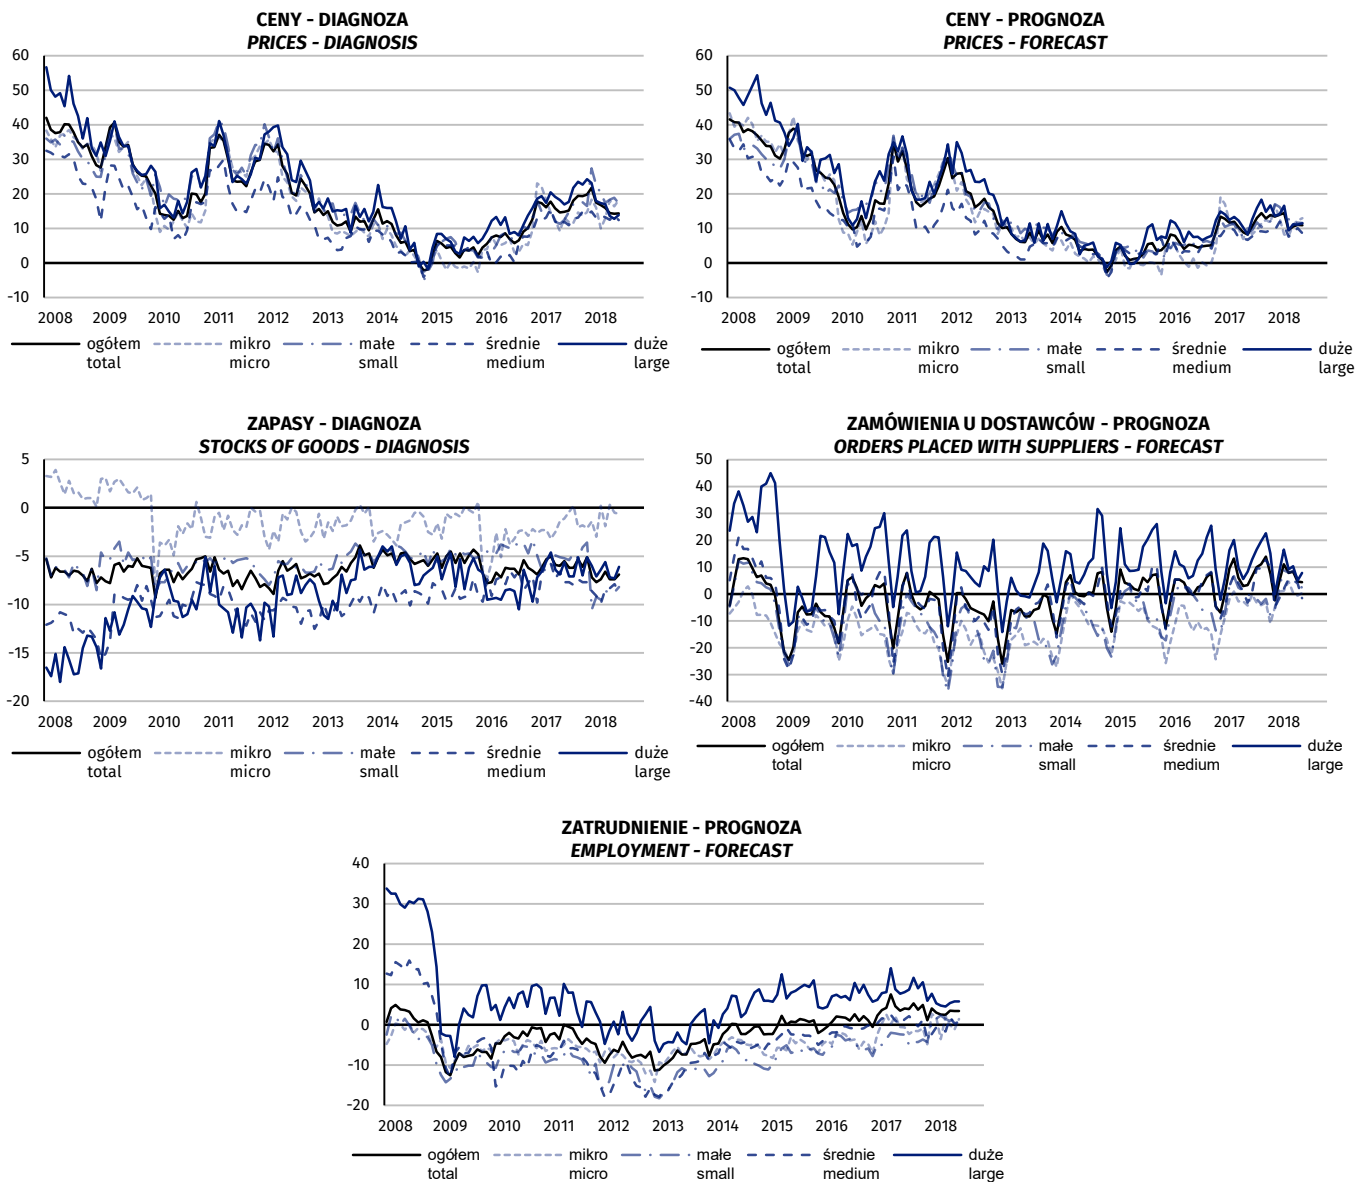 CENY - DIAGNOZA
PRICES - DIAGNOSIS
60
50
40
30
20
10
0
-10
2008 2009 2010 2011 2012 2013 2014 2015 2016 2017 2018
ogółem mikro małe średnie duże
total micro small medium large
CENY - PROGNOZA
PRICES - FORECAST
60
50
40
30
20
10
0
-10
2008 2009 2010 2011 2012 2013 2014 2015 2016 2017 2018
ogółem mikro małe średnie duże
total micro small medium large
ZAPASY - DIAGNOZA
STOCKS OF GOODS - DIAGNOSIS
5
0
-5
-10
-15
-20
2008 2009 2010 2011 2012 2013 2014 2015 2016 2017 2018
ogółem mikro małe średnie duże
total micro small medium large
ZAMÓWIENIA U DOSTAWCÓW - PROGNOZA
ORDERS PLACED WITH SUPPLIERS - FORECAST
50
40
30
20
10
0
-10
-20
-30
-40
2008 2009 2010 2011 2012 2013 2014 2015 2016 2017 2018
ogółem mikro małe średnie duże
total micro small medium large
ZATRUDNIENIE - PROGNOZA
EMPLOYMENT - FORECAST
40
30
20
10
0
-10
-20
2008 2009 2010 2011 2012 2013 2014 2015 2016 2017 2018
ogółem mikro małe średnie duże
total micro small medium large